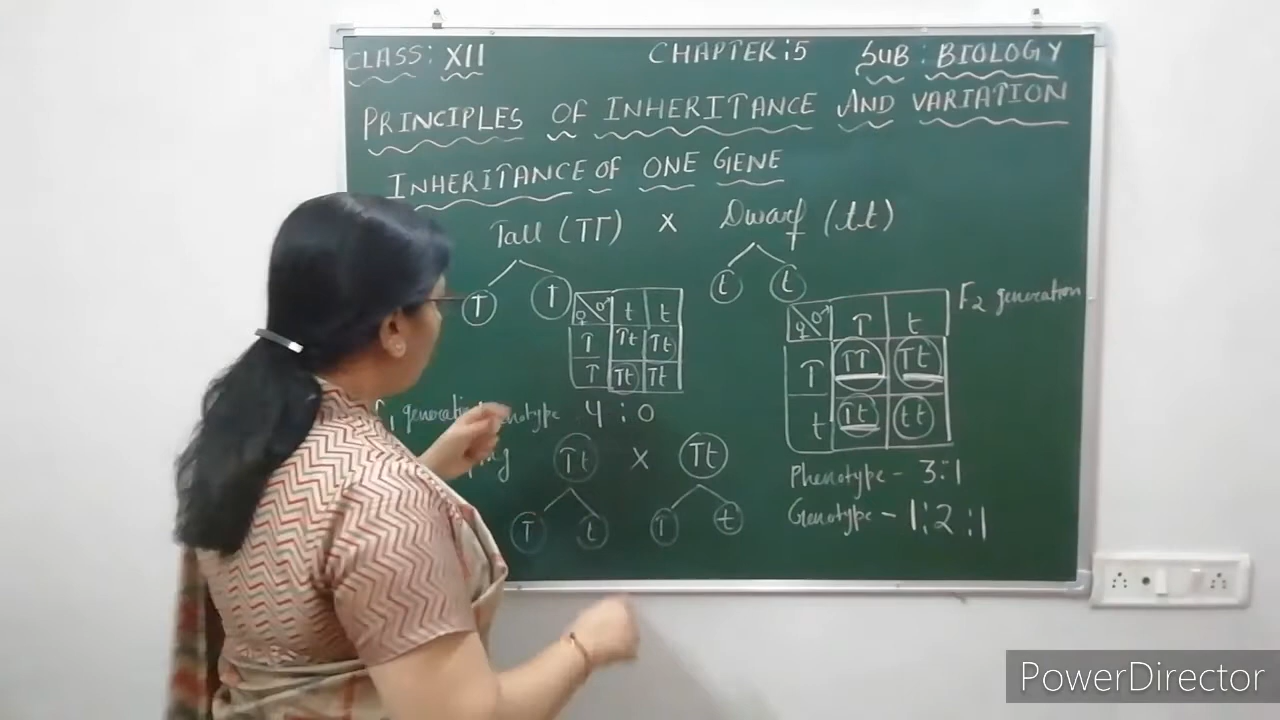 CLASS: XII CHAPTER:5 SUB: BIOLOGY
PRINCIPLES OF INHERITANCE AND VARIATION
INHERITANCE OF ONE GENE
Tall (TT) X Dwarf (tt)
T T t t
♀ ♂ t t
T Tt Tt
T Tt Tt
4 : 0
Tt X Tt
T t T t
F2 generation
♀ ♂ T t
T TT Tt
t Tt tt
Phenotype - 3:1
Genotype - 1:2:1
PowerDirector